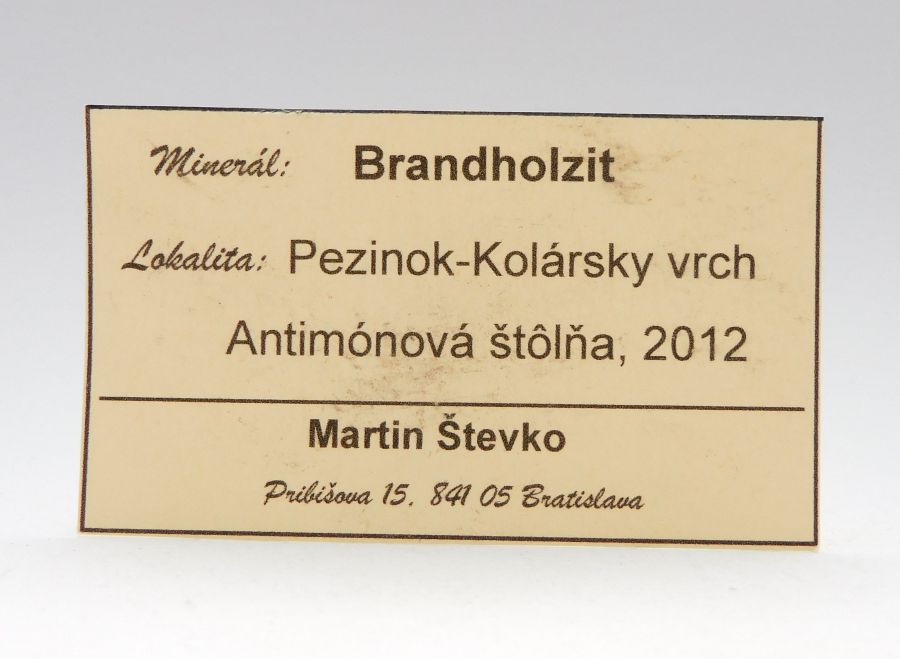 Minerál: Brandholzit
Lokalita: Pezinok-Kolársky vrch
Antimónová štôlňa, 2012
Martin Števko
Pribišova 15, 841 05 Bratislava